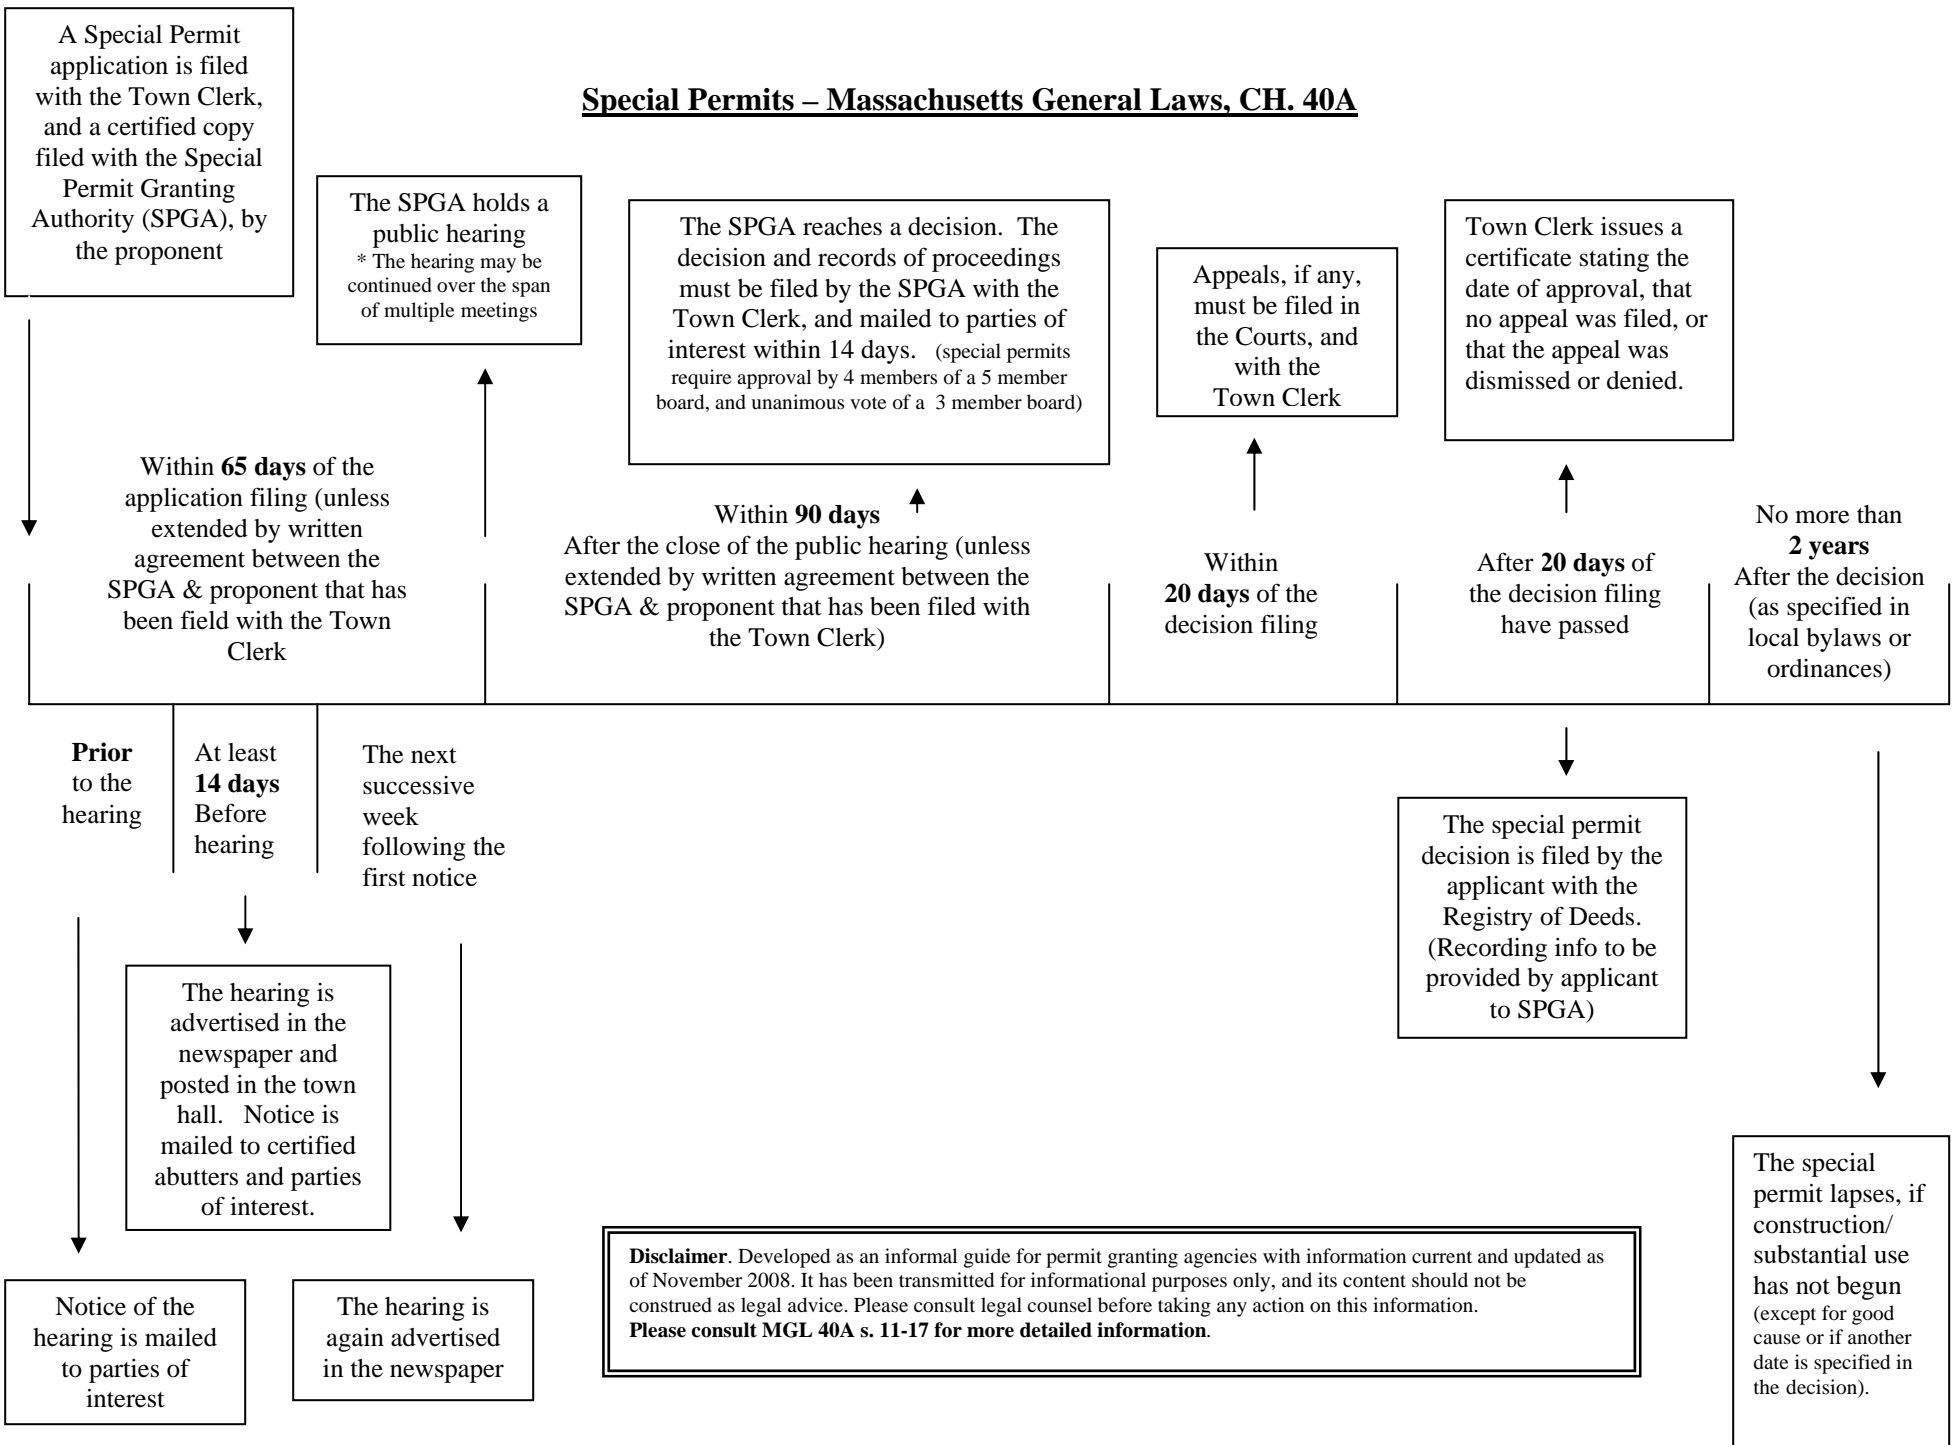 A Special Permit
application is filed
with the Town Clerk,
and a certified copy
filed with the Special
Permit Granting
Authority (SPGA), by
the proponent
Special Permits – Massachusetts General Laws, CH. 40A
The SPGA holds a
public hearing
* The hearing may be
continued over the span
of multiple meetings
The SPGA reaches a decision. The
decision and records of proceedings
must be filed by the SPGA with the
Town Clerk, and mailed to parties of
interest within 14 days. (special permits
require approval by 4 members of a 5 member
board, and unanimous vote of a 3 member board)
Appeals, if any,
must be filed in
the Courts, and
with the
Town Clerk
Town Clerk issues a
certificate stating the
date of approval, that
no appeal was filed, or
that the appeal was
dismissed or denied.
Within 65 days of the
application filing (unless
extended by written
agreement between the
SPGA & proponent that has
been field with the Town
Clerk
Within 90 days
After the close of the public hearing (unless
extended by written agreement between the
SPGA & proponent that has been filed with
the Town Clerk)
Within
20 days of the
decision filing
After 20 days of
the decision filing
have passed
No more than
2 years
After the decision
(as specified in
local bylaws or
ordinances)
Prior
to the
hearing
At least
14 days
Before
hearing
The next
successive
week
following the
first notice
The hearing is
advertised in the
newspaper and
posted in the town
hall. Notice is
mailed to certified
abutters and parties
of interest.
The special permit
decision is filed by the
applicant with the
Registry of Deeds.
(Recording info to be
provided by applicant
to SPGA)
Notice of the
hearing is mailed
to parties of
interest
The hearing is
again advertised
in the newspaper
Disclaimer. Developed as an informal guide for permit granting agencies with information current and updated as
of November 2008. It has been transmitted for informational purposes only, and its content should not be
construed as legal advice. Please consult legal counsel before taking any action on this information.
Please consult MGL 40A s. 11-17 for more detailed information.
The special
permit lapses, if
construction/
substantial use
has not begun
(except for good
cause or if another
date is specified in
the decision).